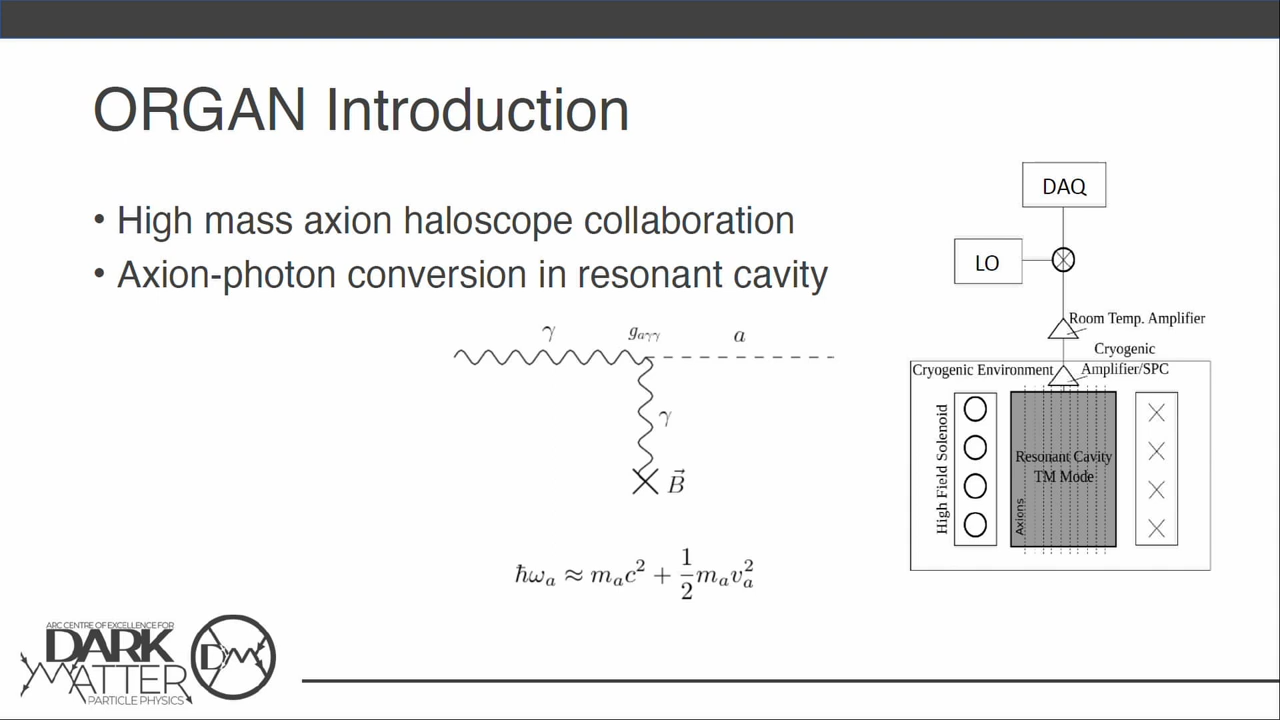 ORGAN Introduction
• High mass axion haloscope collaboration
• Axion-photon conversion in resonant cavity
γ
g_{aγγ}
a
γ
\vec{B}
ħω_a ≈ m_a c^2 + \frac{1}{2} m_a v_a^2
DAQ
LO
Room Temp. Amplifier
Cryogenic
Amplifier/SPC
Cryogenic Environment
High Field Solenoid
Resonant Cavity
TM Mode
Axions
ARC CENTRE OF EXCELLENCE FOR
DARK
MATTER
PARTICLE PHYSICS
DM